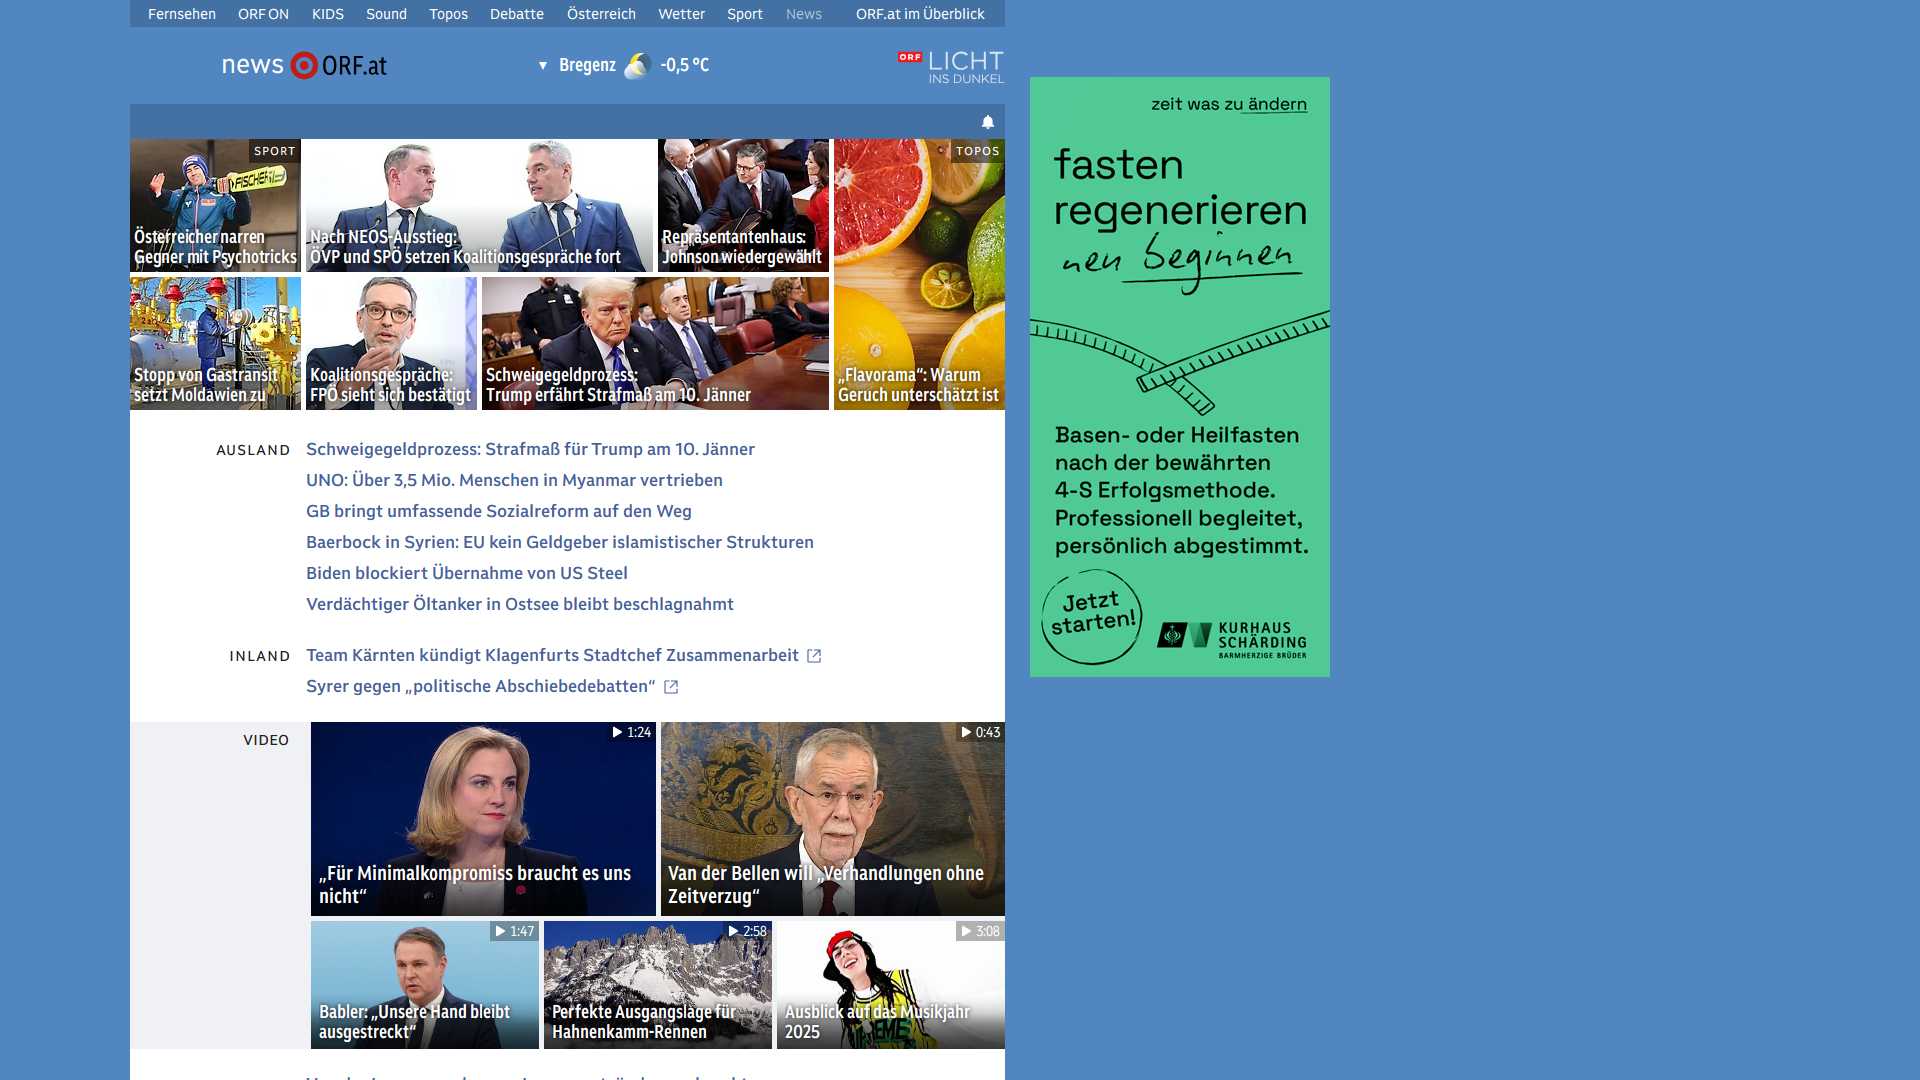 Fernsehen ORF ON KIDS Sound Topos Debatte Österreich Wetter Sport News ORF.at im Überblick
news ORF.at
▼ Bregenz -0,5 °C
ORF LICHT
INS DUNKEL
SPORT
Österreicher narren
Gegner mit Psychotricks
Nach NEOS-Ausstieg:
ÖVP und SPÖ setzen Koalitionsgespräche fort
Repräsentantenhaus:
Johnson wiedergewählt
TOPOS
„Flavorama“: Warum
Geruch unterschätzt ist
FISCHER
Stopp von Gastransit
setzt Moldawien zu
Koalitionsgespräche:
FPÖ sieht sich bestätigt
Schweigegeldprozess:
Trump erfährt Strafmaß am 10. Jänner
AUSLAND
Schweigegeldprozess: Strafmaß für Trump am 10. Jänner
UNO: Über 3,5 Mio. Menschen in Myanmar vertrieben
GB bringt umfassende Sozialreform auf den Weg
Baerbock in Syrien: EU kein Geldgeber islamistischer Strukturen
Biden blockiert Übernahme von US Steel
Verdächtiger Öltanker in Ostsee bleibt beschlagnahmt
INLAND
Team Kärnten kündigt Klagenfurts Stadtchef Zusammenarbeit
Syrer gegen „politische Abschiebedebatten“
VIDEO
1:24
„Für Minimalkompromiss braucht es uns
nicht“
0:43
Van der Bellen will „Verhandlungen ohne
Zeitverzug“
1:47
Babler: „Unsere Hand bleibt
ausgestreckt“
2:58
Perfekte Ausgangslage für
Hahnenkamm-Rennen
3:08
Ausblick auf das Musikjahr
2025
zeit was zu ändern
fasten
regenerieren
neu beginnen
Basen- oder Heilfasten
nach der bewährten
4-S Erfolgsmethode.
Professionell begleitet,
persönlich abgestimmt.
Jetzt
starten!
KURHAUS
SCHÄRDING
BARMHERZIGE BRÜDER